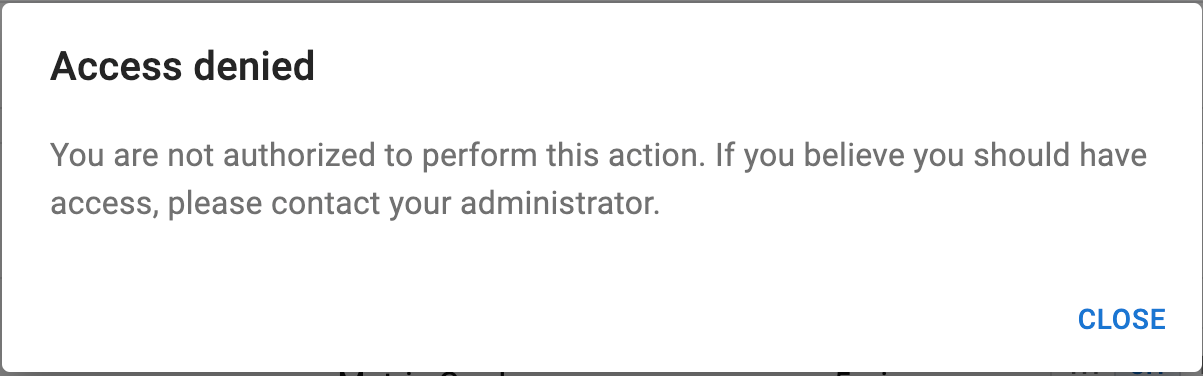 Access denied
You are not authorized to perform this action. If you believe you should have
access, please contact your administrator.
CLOSE